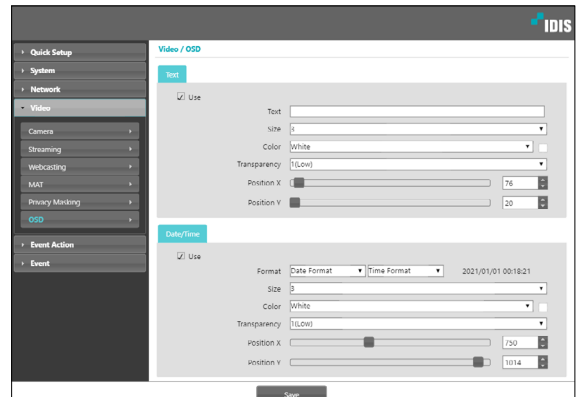 IDIS
Quick Setup
System
Network
Video
Camera
Streaming
Webcasting
MAT
Privacy Masking
OSD
Event Action
Event
Video / OSD
Text
Use
Text
Size 3
Color White
Transparency 1(Low)
Position X 76
Position Y 20
Date/Time
Use
Format Date Format Time Format 2021/01/01 00:18:21
Size 3
Color White
Transparency 1(Low)
Position X 750
Position Y 1014
Save